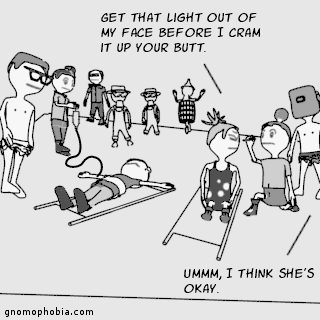 GET THAT LIGHT OUT OF
MY FACE BEFORE I CRAM
IT UP YOUR BUTT.
UMMM, I THINK SHE'S
OKAY.
gnomophobia.com